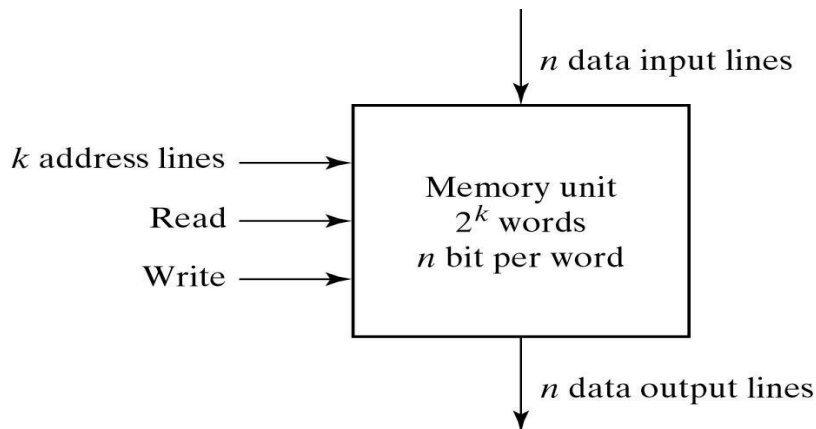 n data input lines
k address lines
Read
Write
Memory unit
2^k words
n bit per word
n data output lines